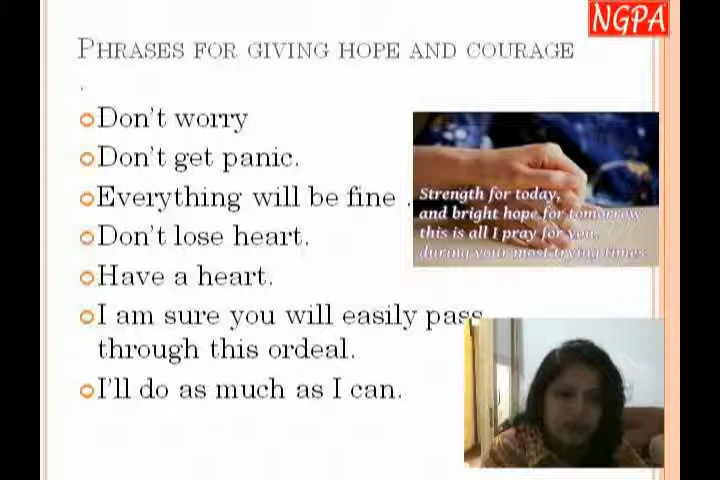 NGPA
PHRASES FOR GIVING HOPE AND COURAGE
.
Don't worry
Don't get panic.
Everything will be fine .
Don't lose heart.
Have a heart.
I am sure you will easily pass
through this ordeal.
I'll do as much as I can.
Strength for today,
and bright hope for tomorrow
this is all I pray for you,
during your most trying times.